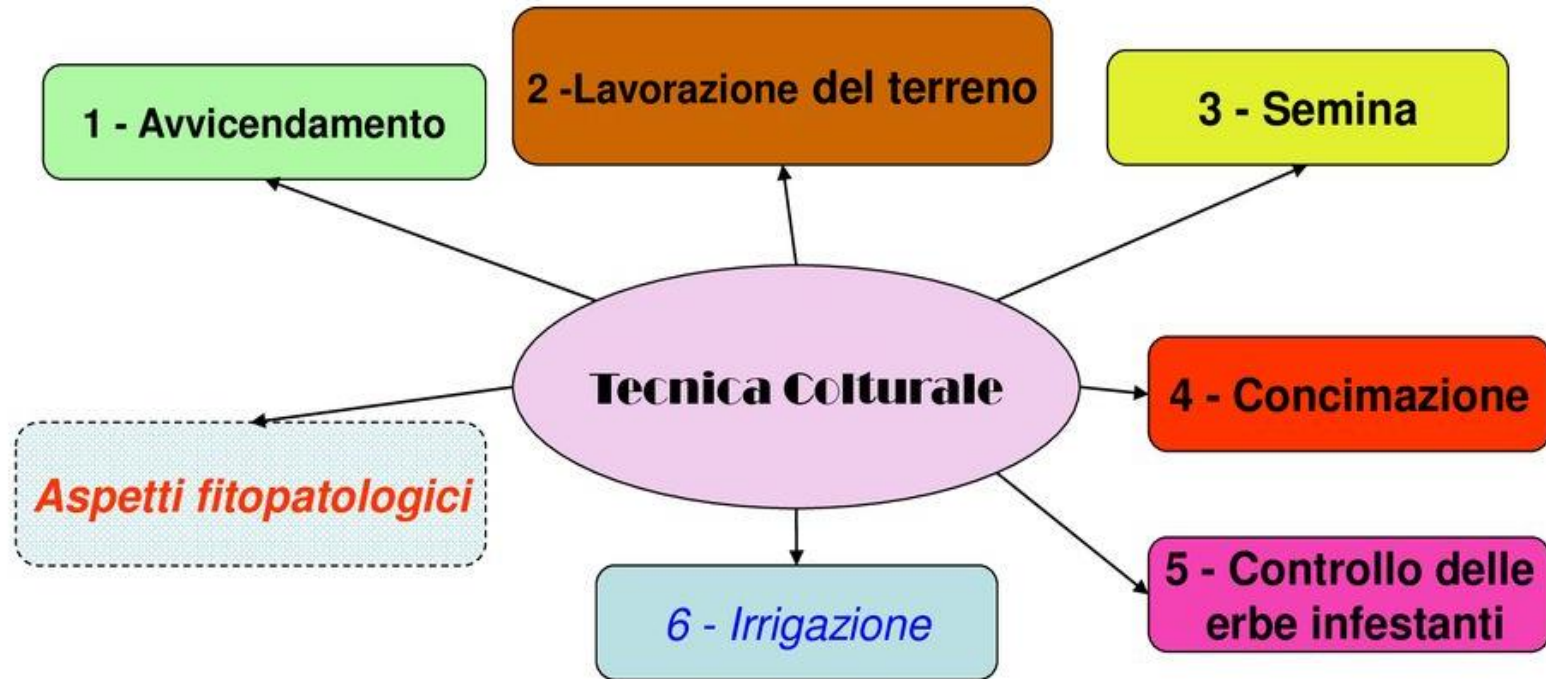 1 - Avvicendamento
2 -Lavorazione del terreno
3 - Semina
Tecnica Colturale
4 - Concimazione
Aspetti fitopatologici
5 - Controllo delle
erbe infestanti
6 - Irrigazione